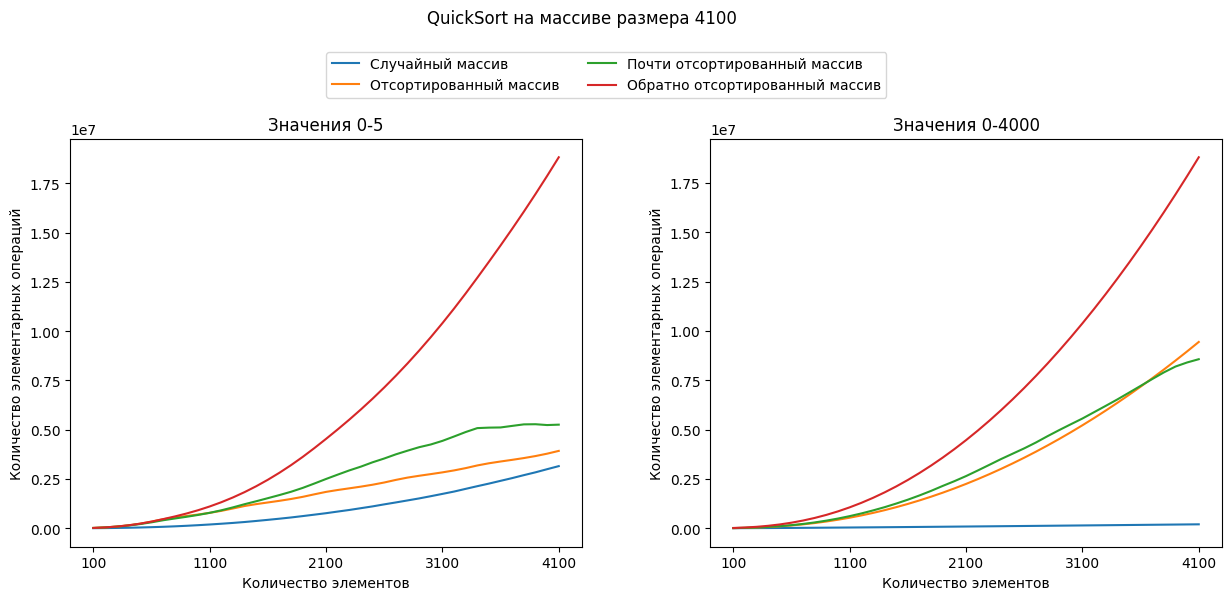 QuickSort на массиве размера 4100
Случайный массив
Отсортированный массив
Почти отсортированный массив
Обратно отсортированный массив
Значения 0-5
1e7
1.75
1.50
1.25
1.00
0.75
0.50
0.25
0.00
Количество элементарных операций
100 1100 2100 3100 4100
Количество элементов
Значения 0-4000
1e7
1.75
1.50
1.25
1.00
0.75
0.50
0.25
0.00
Количество элементарных операций
100 1100 2100 3100 4100
Количество элементов